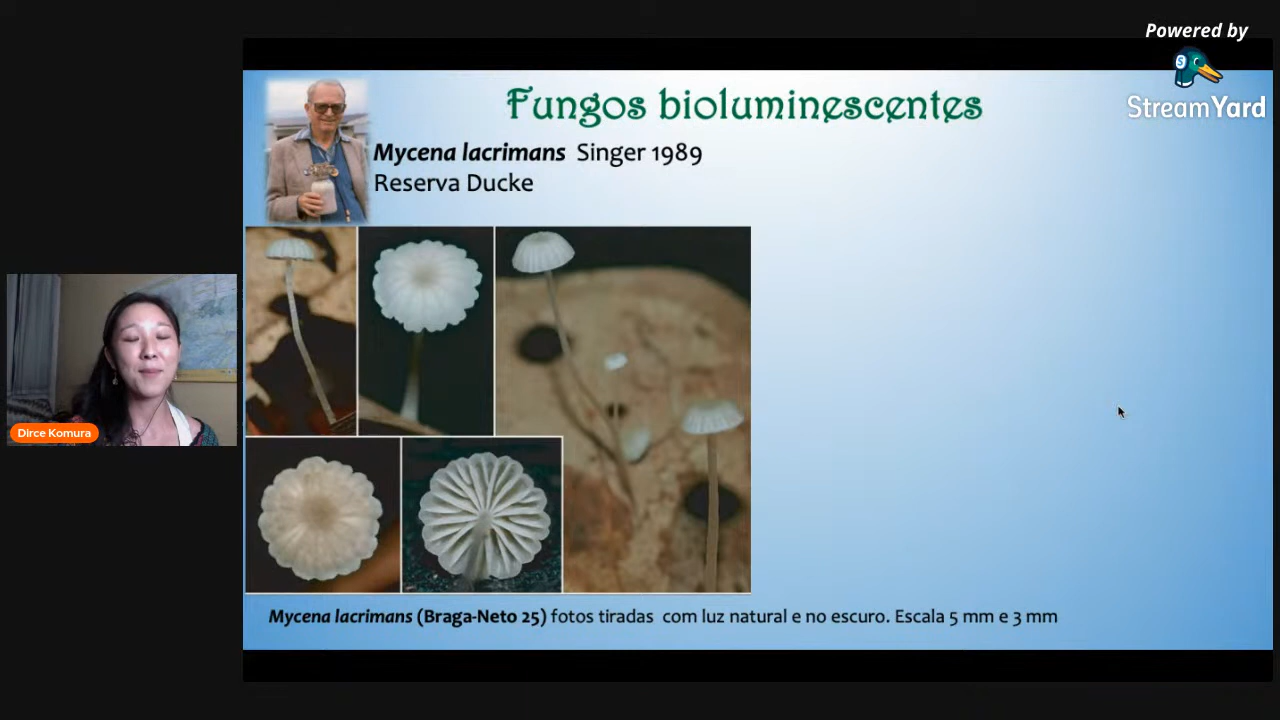 Powered by
StreamYard
Fungos bioluminescentes
Mycena lacrimans Singer 1989
Reserva Ducke
Dirce Komura
Mycena lacrimans (Braga-Neto 25) fotos tiradas com luz natural e no escuro. Escala 5 mm e 3 mm